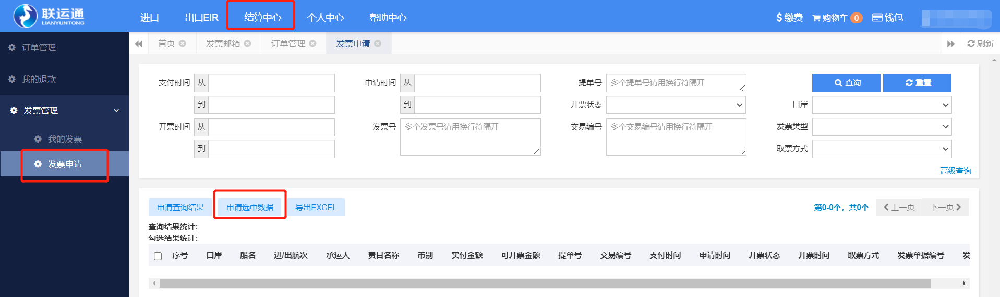 联运通
LIANYUNTONG
进口 出口EIR 结算中心 个人中心 帮助中心
$ 缴费 购物车 0 钱包
订单管理
我的退款
发票管理
我的发票
发票申请
首页 发票邮箱 订单管理 发票申请 刷新
支付时间 从
到
申请时间 从
到
提单号 多个提单号请用换行符隔开
查询 重置
开票状态
口岸
开票时间 从
到
发票号 多个发票号请用换行符隔开
交易编号 多个交易编号请用换行符隔开
发票类型
取票方式
高级查询
申请查询结果 申请选中数据 导出EXCEL
第0-0个，共0个 上一页 下一页
查询结果统计：
勾选结果统计：
序号 口岸 船名 进/出航次 承运人 费目名称 币别 实付金额 可开票金额 提单号 交易编号 支付时间 申请时间 开票状态 开票时间 取票方式 发票单据编号 发